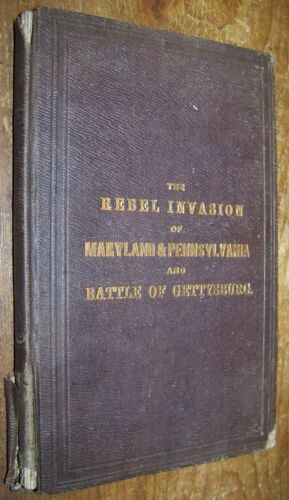 THE
REBEL INVASION
OF
MARYLAND & PENNSYLVANIA
AND
BATTLE OF GETTYSBURG.